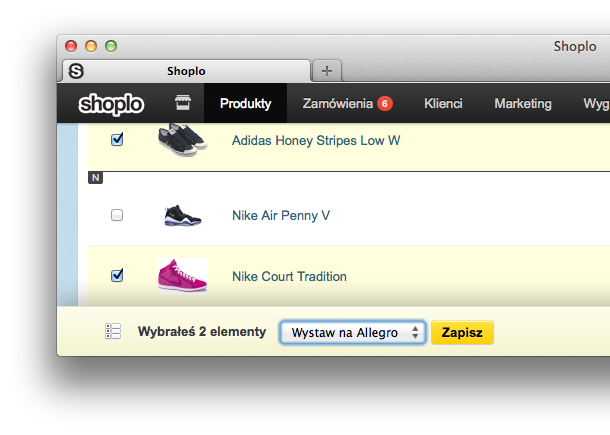 Shoplo
Shoplo
shoplo Produkty Zamówienia 6 Klienci Marketing Wyg
Adidas Honey Stripes Low W
N
Nike Air Penny V
Nike Court Tradition
Wybrałeś 2 elementy Wystaw na Allegro Zapisz